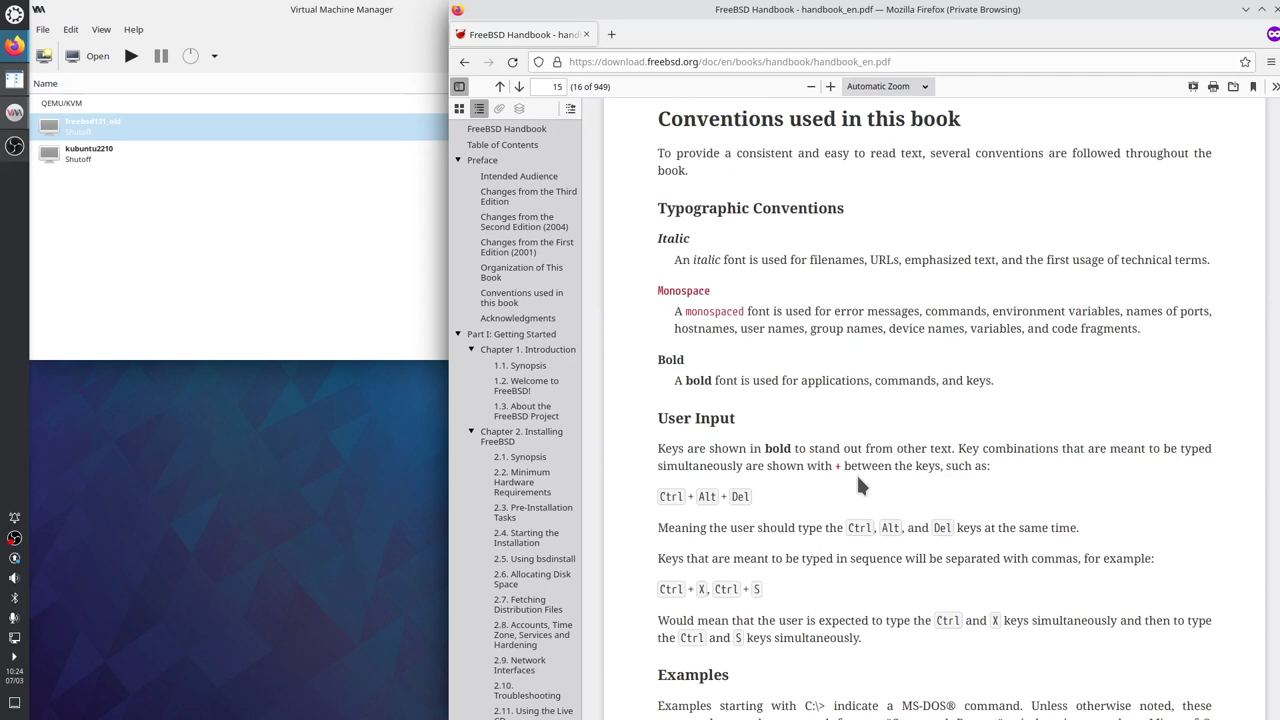 Virtual Machine Manager
File Edit View Help
Open
Name
QEMU/KVM
freebsd131_old
Shutoff
kubuntu2210
Shutoff
10:24
07/03
FreeBSD Handbook - handbook_en.pdf — Mozilla Firefox (Private Browsing)
FreeBSD Handbook - hand
https://download.freebsd.org/doc/en/books/handbook/handbook_en.pdf
15 (16 of 949)
Automatic Zoom
FreeBSD Handbook
Table of Contents
Preface
Intended Audience
Changes from the Third
Edition
Changes from the
Second Edition (2004)
Changes from the First
Edition (2001)
Organization of This
Book
Conventions used in
this book
Acknowledgments
Part I: Getting Started
Chapter 1. Introduction
1.1. Synopsis
1.2. Welcome to
FreeBSD!
1.3. About the
FreeBSD Project
Chapter 2. Installing
FreeBSD
2.1. Synopsis
2.2. Minimum
Hardware
Requirements
2.3. Pre-Installation
Tasks
2.4. Starting the
Installation
2.5. Using bsdinstall
2.6. Allocating Disk
Space
2.7. Fetching
Distribution Files
2.8. Accounts, Time
Zone, Services and
Hardening
2.9. Network
Interfaces
2.10.
Troubleshooting
2.11. Using the Live
Conventions used in this book
To provide a consistent and easy to read text, several conventions are followed throughout the
book.
Typographic Conventions
Italic
An italic font is used for filenames, URLs, emphasized text, and the first usage of technical terms.
Monospace
A monospaced font is used for error messages, commands, environment variables, names of ports,
hostnames, user names, group names, device names, variables, and code fragments.
Bold
A bold font is used for applications, commands, and keys.
User Input
Keys are shown in bold to stand out from other text. Key combinations that are meant to be typed
simultaneously are shown with + between the keys, such as:
Ctrl + Alt + Del
Meaning the user should type the Ctrl, Alt, and Del keys at the same time.
Keys that are meant to be typed in sequence will be separated with commas, for example:
Ctrl + X, Ctrl + S
Would mean that the user is expected to type the Ctrl and X keys simultaneously and then to type
the Ctrl and S keys simultaneously.
Examples
Examples starting with C:\> indicate a MS-DOS® command. Unless otherwise noted, these